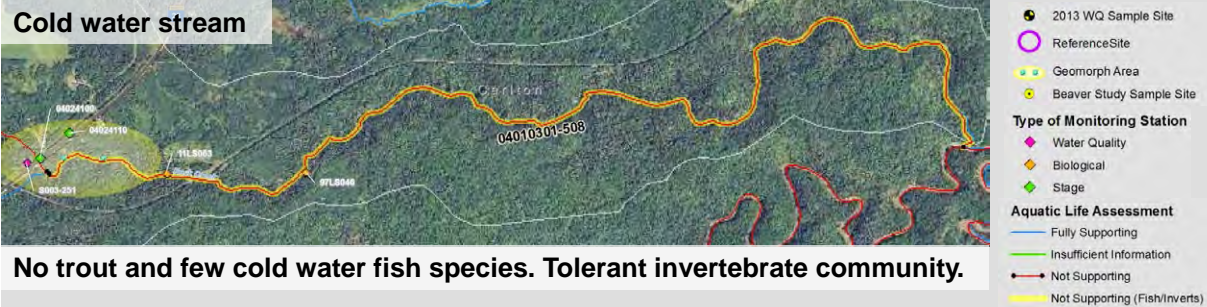 Cold water stream
Carlton
04010301-508
04024100
04024110
11LS063
S003-251
97LS046
No trout and few cold water fish species. Tolerant invertebrate community.
2013 WQ Sample Site
ReferenceSite
Geomorph Area
Beaver Study Sample Site
Type of Monitoring Station
Water Quality
Biological
Stage
Aquatic Life Assessment
Fully Supporting
Insufficient Information
Not Supporting
Not Supporting (Fish/Inverts)